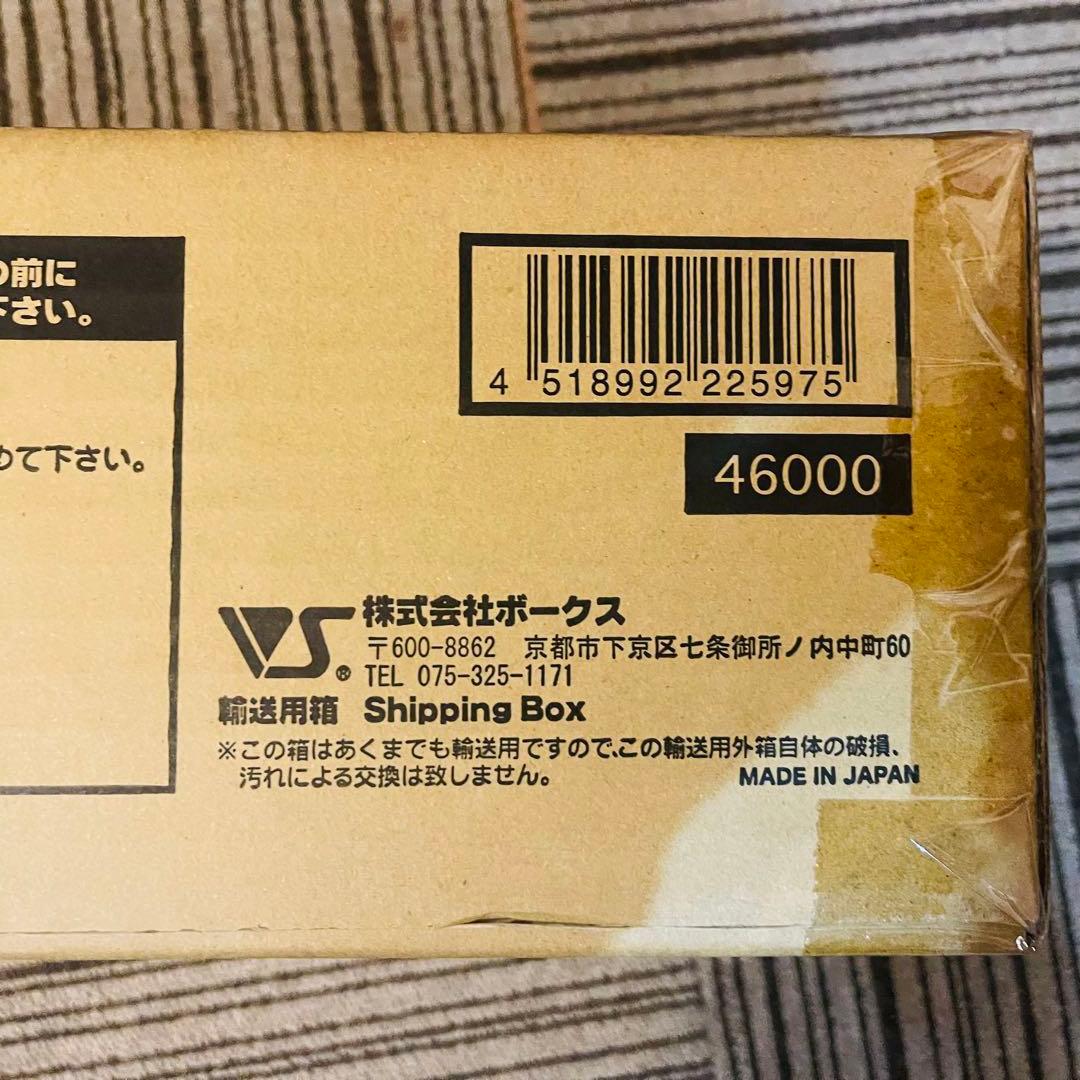 の前に
下さい。
めて下さい。
4 518992 225975
46000
VS® 株式会社ボークス
〒600-8862 京都市下京区七条御所ノ内中町60
TEL 075-325-1171
輸送用箱 Shipping Box
※この箱はあくまでも輸送用ですので、この輸送用外箱自体の破損、
汚れによる交換は致しません。
MADE IN JAPAN